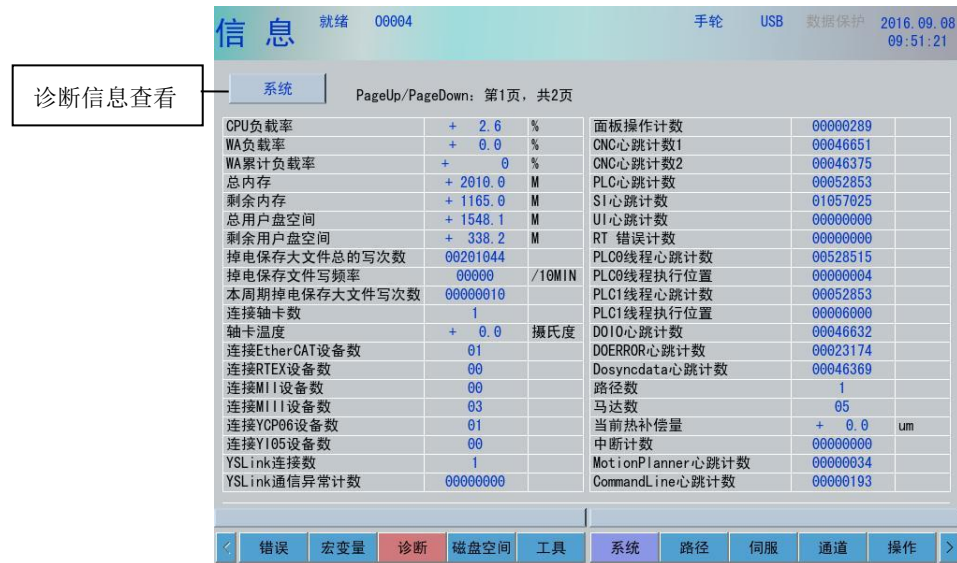 信 息 就绪 O0004 手轮 USB 数据保护 2016.09.08
09:51:21
诊断信息查看
系统 PageUp/PageDown: 第1页，共2页
CPU负载率 + 2.6 % 面板操作计数 00000289
WA负载率 + 0.0 % CNC心跳计数1 00046651
WA累计负载率 + 0 % CNC心跳计数2 00046375
总内存 + 2010.0 M PLC心跳计数 00052853
剩余内存 + 1165.0 M SI心跳计数 01057025
总用户盘空间 + 1548.1 M UI心跳计数 00000000
剩余用户盘空间 + 338.2 M RT 错误计数 00000000
掉电保存大文件总的写次数 00201044 PLC0线程心跳计数 00528515
掉电保存文件写频率 00000 /10MIN PLC0线程执行位置 00000004
本周期掉电保存大文件写次数 00000010 PLC1线程心跳计数 00052853
连接轴卡数 1 PLC1线程执行位置 00006000
轴卡温度 + 0.0 摄氏度 DOIO心跳计数 00046632
连接EtherCAT设备数 01 DOERROR心跳计数 00023174
连接RTEX设备数 00 Dosyncdata心跳计数 00046369
连接MII设备数 00 路径数 1
连接MIII设备数 03 马达数 05
连接YCP06设备数 01 当前热补偿量 + 0.0 um
连接YI05设备数 00 中断计数 00000000
YSLink连接数 1 MotionPlanner心跳计数 00000034
YSLink通信异常计数 00000000 CommandLine心跳计数 00000193
< 错误 宏变量 诊断 磁盘空间 工具 系统 路径 伺服 通道 操作 >